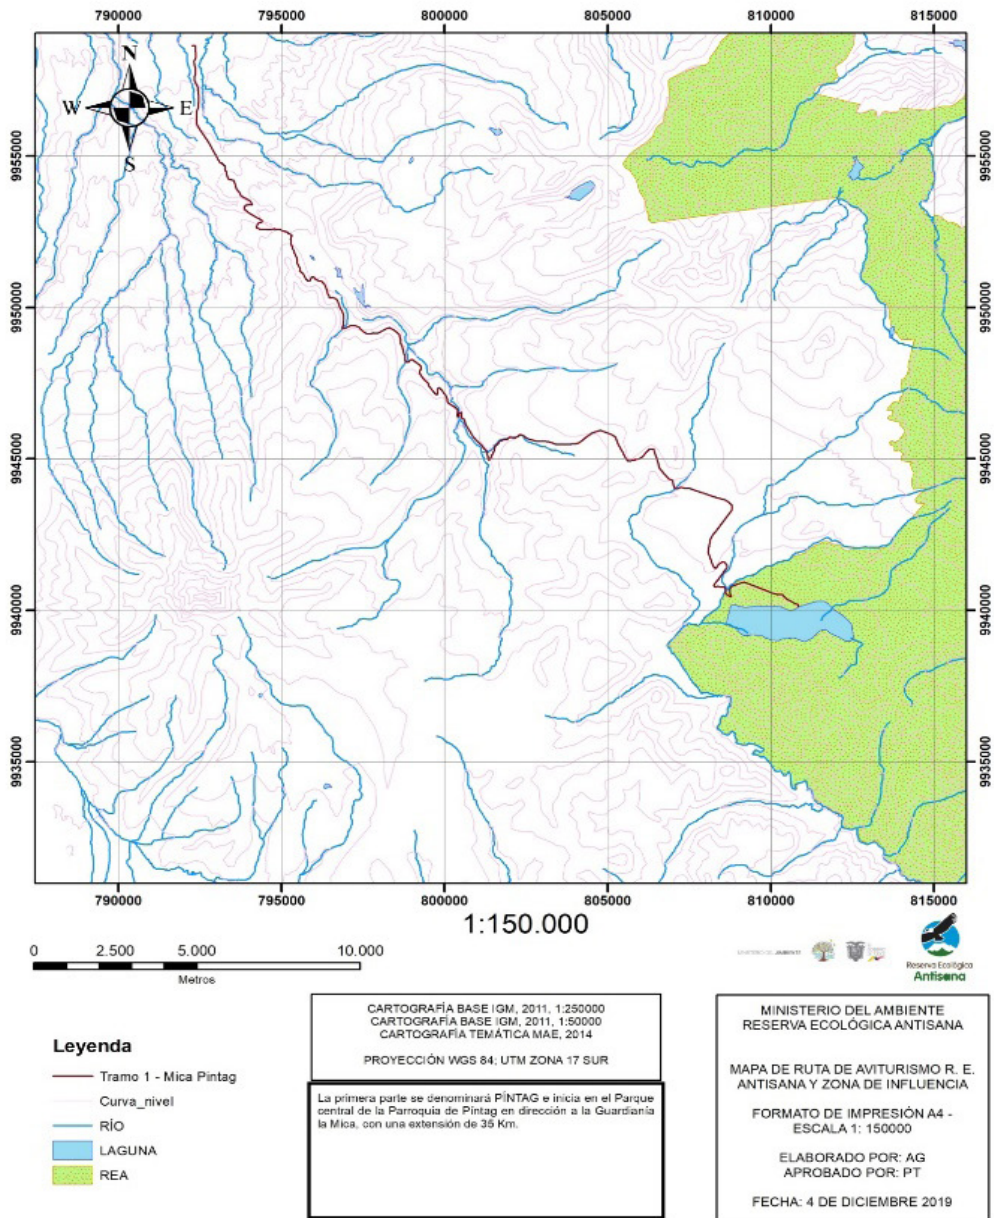 790000 795000 800000 805000 810000 815000
N
W E
S
9955000 9955000
9950000 9950000
9945000 9945000
9940000 9940000
9935000 9935000
790000 795000 800000 805000 810000 815000
1:150.000
0 2.500 5.000 10.000
Metros
MINISTERIO DEL AMBIENTE
Reserva Ecológica
Antisana
Leyenda
Tramo 1 - Mica Pintag
Curva_nivel
RÍO
LAGUNA
REA
CARTOGRAFÍA BASE IGM, 2011, 1:250000
CARTOGRAFÍA BASE IGM, 2011, 1:50000
CARTOGRAFÍA TEMÁTICA MAE, 2014
PROYECCIÓN WGS 84: UTM ZONA 17 SUR
La primera parte se denominará PÍNTAG e inicia en el Parque
central de la Parroquia de Píntag en dirección a la Guardianía
la Mica, con una extensión de 35 Km.
MINISTERIO DEL AMBIENTE
RESERVA ECOLÓGICA ANTISANA
MAPA DE RUTA DE AVITURISMO R. E.
ANTISANA Y ZONA DE INFLUENCIA
FORMATO DE IMPRESIÓN A4 -
ESCALA 1: 150000
ELABORADO POR: AG
APROBADO POR: PT
FECHA: 4 DE DICIEMBRE 2019